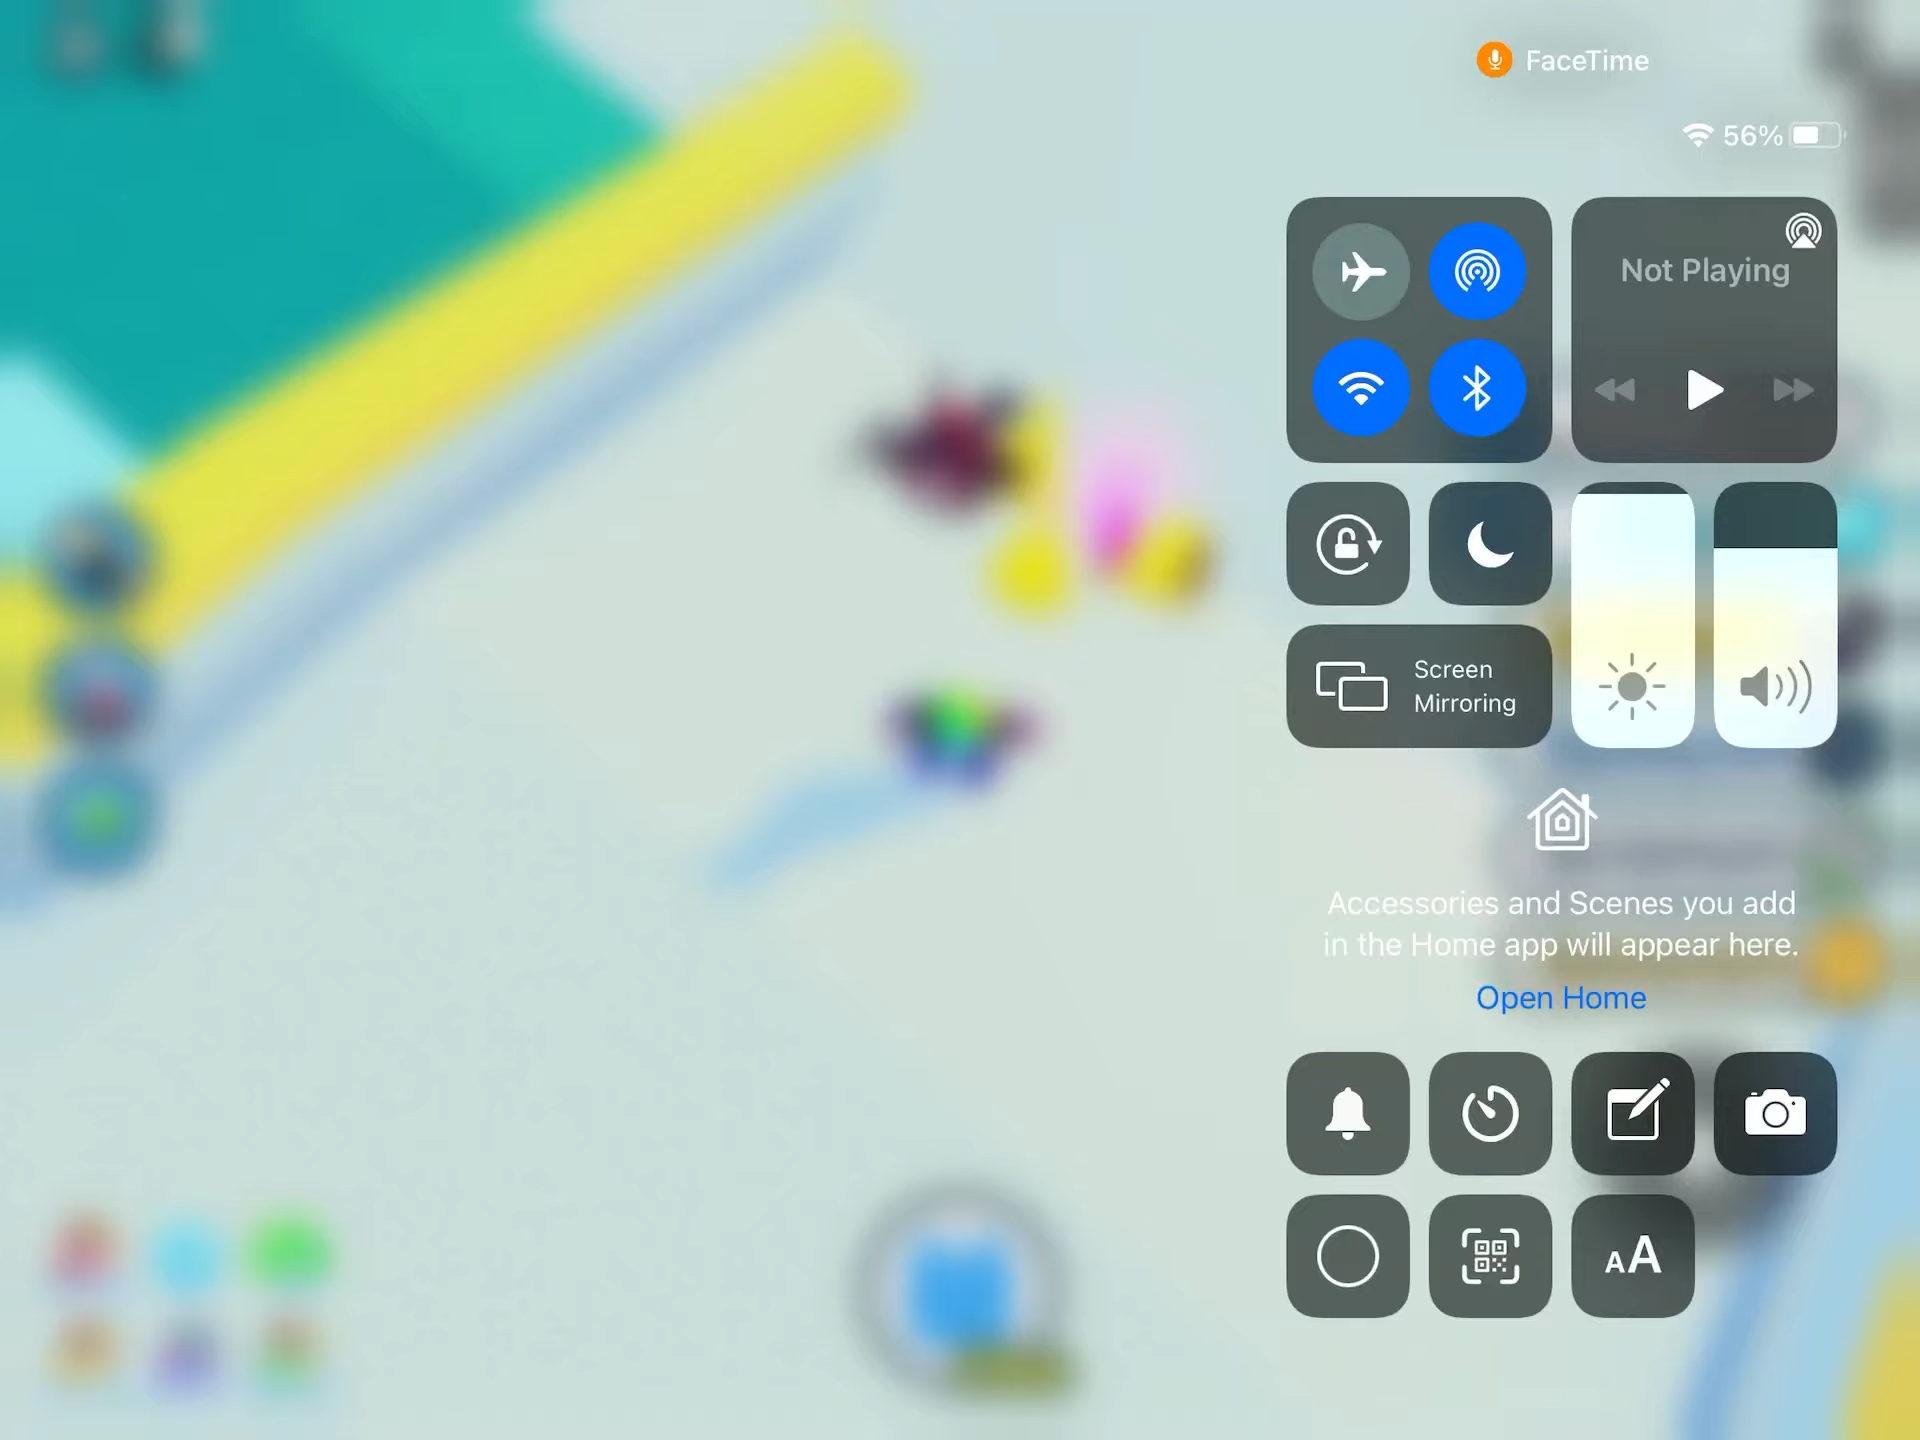 FaceTime
56%
Not Playing
Screen
Mirroring
Accessories and Scenes you add
in the Home app will appear here.
Open Home
AA